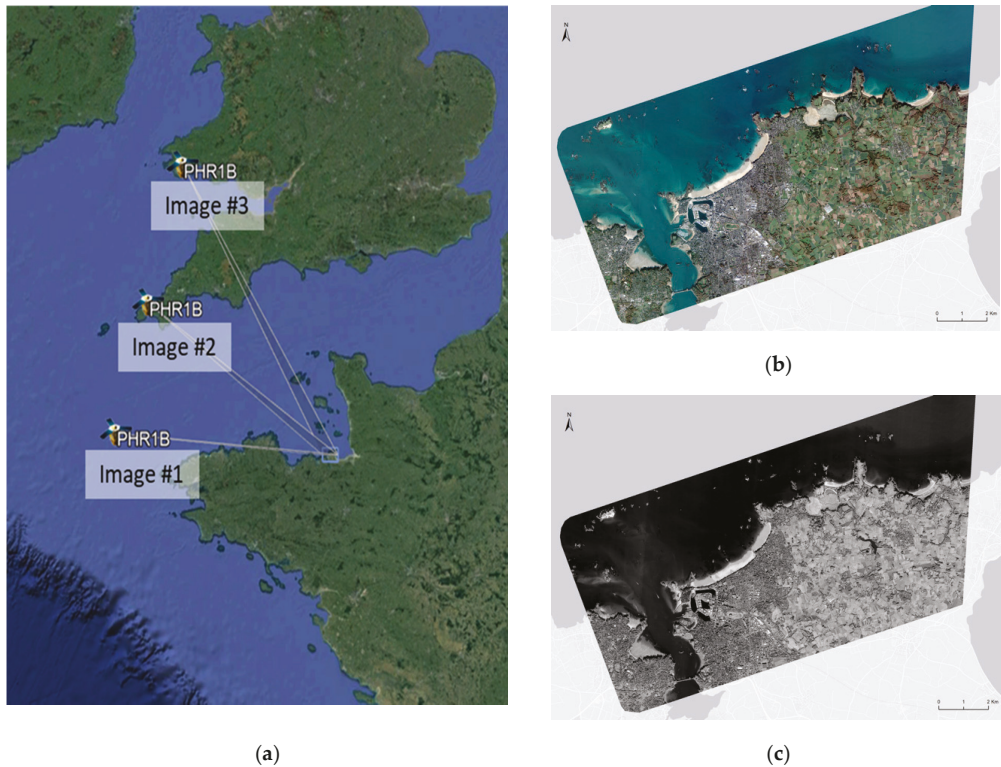 PHR1B
Image #3
PHR1B
Image #2
PHR1B
Image #1
(a)
N
0 1 2 Km
(b)
N
0 1 2 Km
(c)